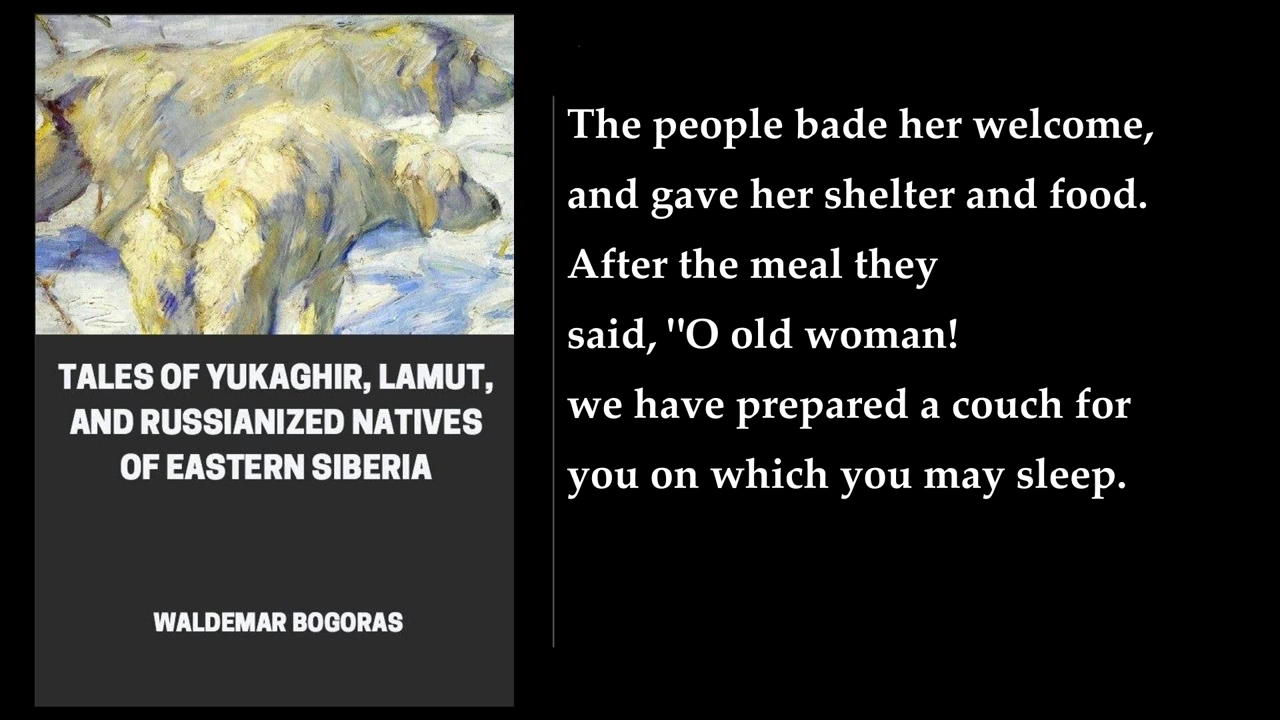 TALES OF YUKAGHIR, LAMUT,
AND RUSSIANIZED NATIVES
OF EASTERN SIBERIA
WALDEMAR BOGORAS
The people bade her welcome,
and gave her shelter and food.
After the meal they
said, "O old woman!
we have prepared a couch for
you on which you may sleep.